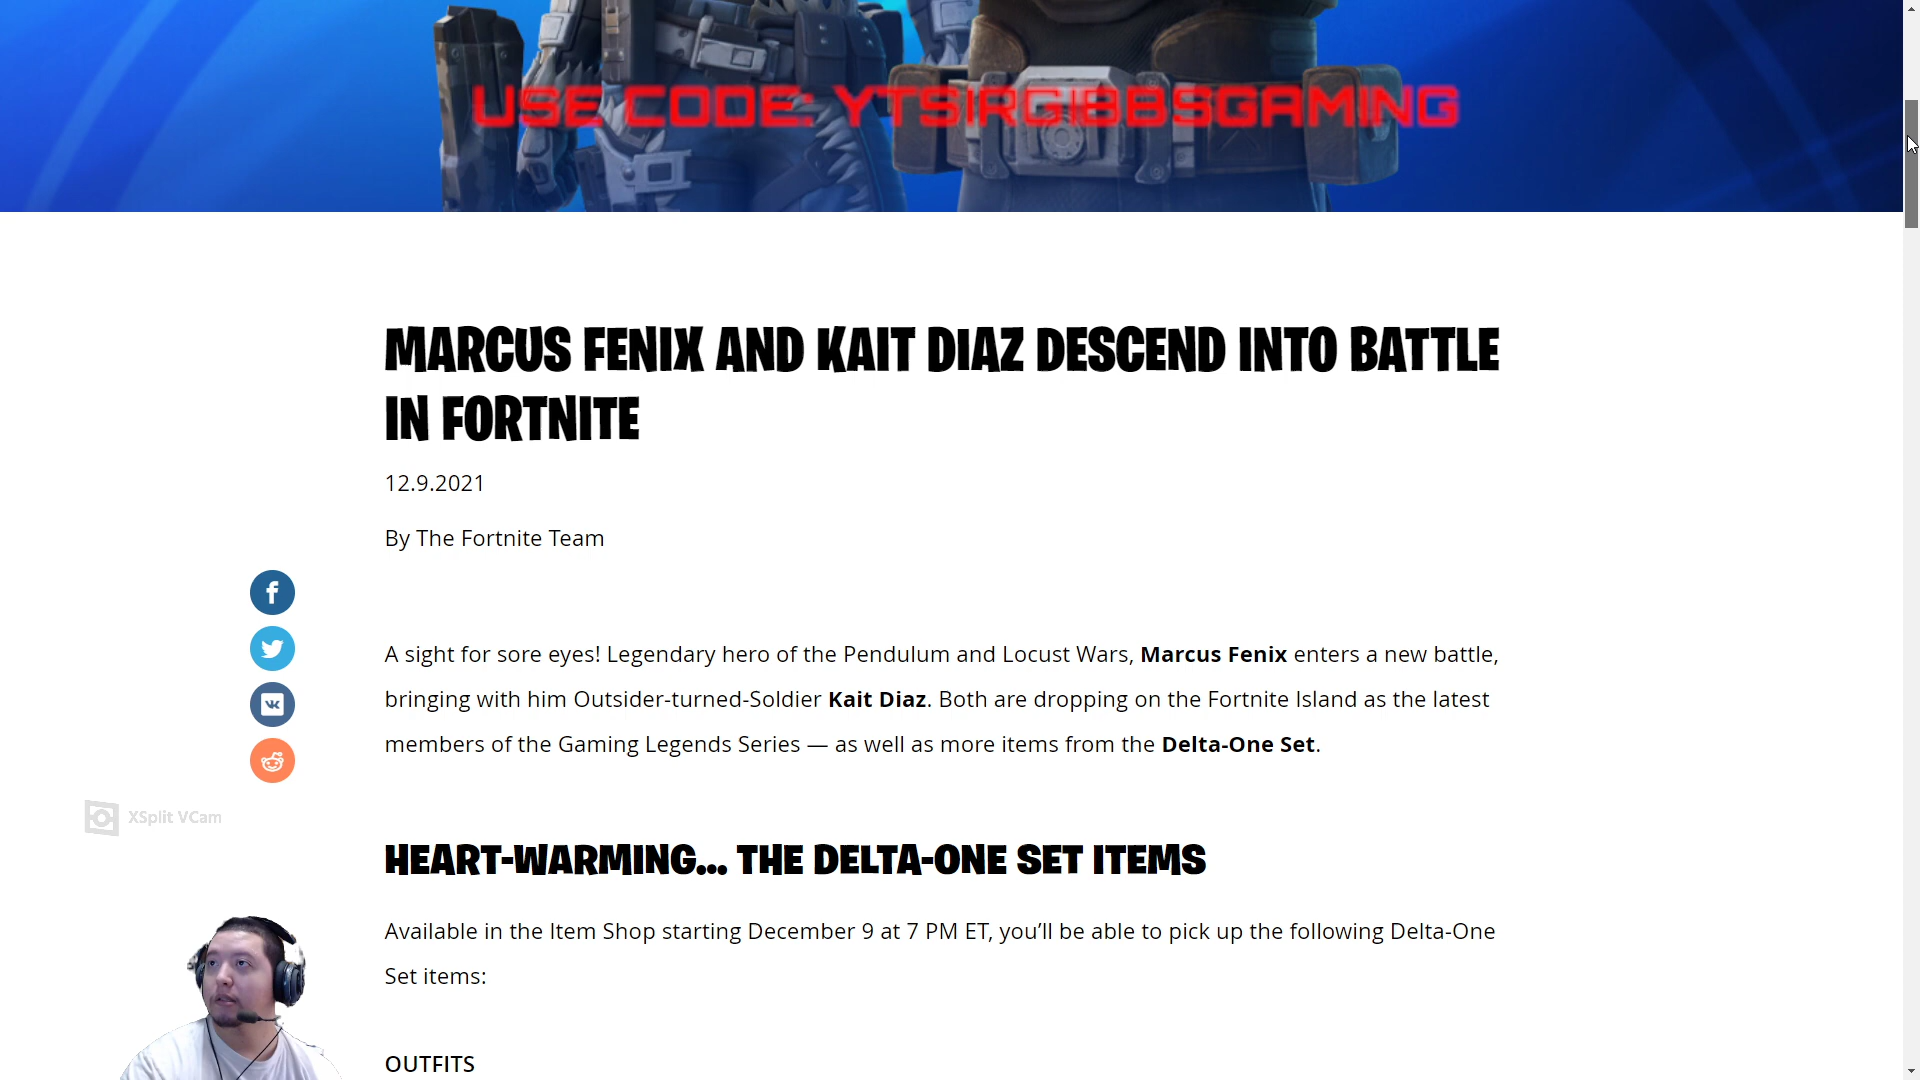 USE CODE: YTSIRGIBBSGAMING
MARCUS FENIX AND KAIT DIAZ DESCEND INTO BATTLE
IN FORTNITE
12.9.2021
By The Fortnite Team
A sight for sore eyes! Legendary hero of the Pendulum and Locust Wars, Marcus Fenix enters a new battle,
bringing with him Outsider-turned-Soldier Kait Diaz. Both are dropping on the Fortnite Island as the latest
members of the Gaming Legends Series — as well as more items from the Delta-One Set.
XSplit VCam
HEART-WARMING... THE DELTA-ONE SET ITEMS
Available in the Item Shop starting December 9 at 7 PM ET, you’ll be able to pick up the following Delta-One
Set items:
OUTFITS